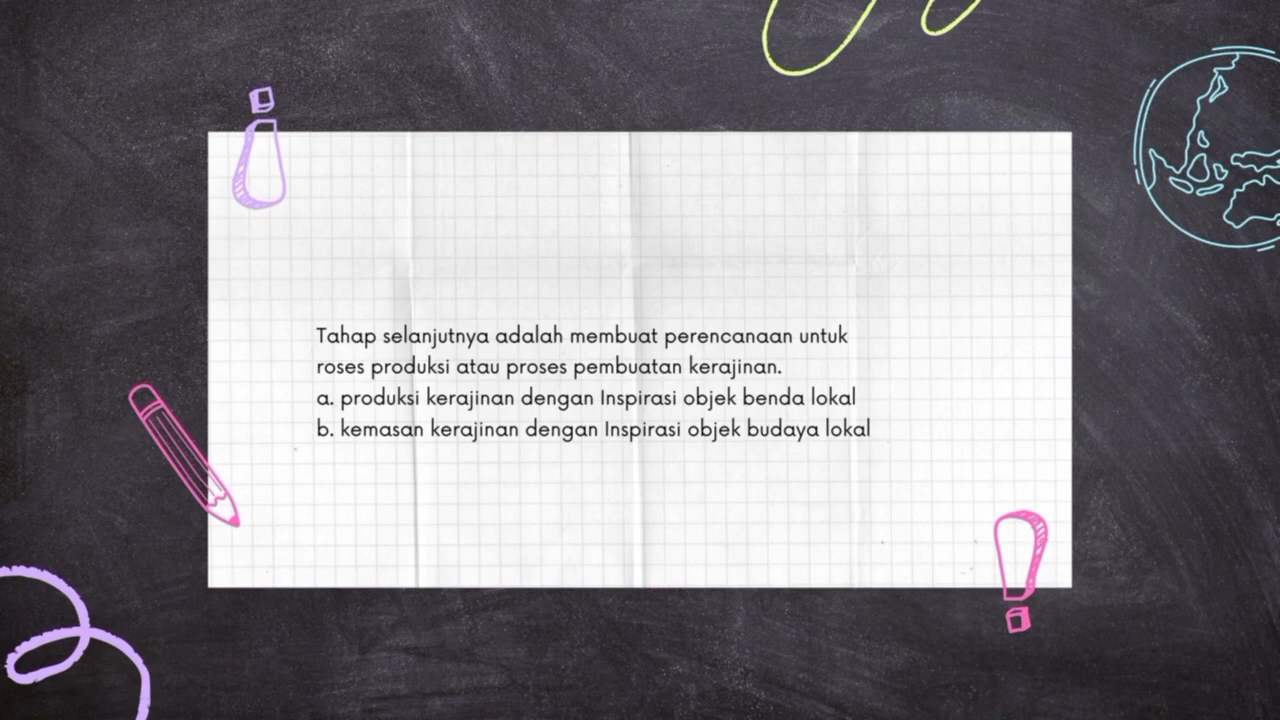 Tahap selanjutnya adalah membuat perencanaan untuk
roses produksi atau proses pembuatan kerajinan.
a. produksi kerajinan dengan Inspirasi objek benda lokal
b. kemasan kerajinan dengan Inspirasi objek budaya lokal